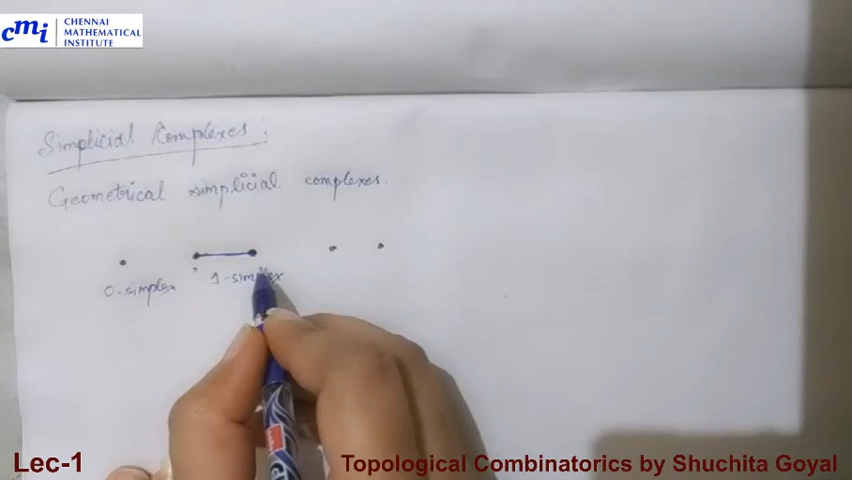 cmi CHENNAI
MATHEMATICAL
INSTITUTE
Simplicial Complexes:
Geometrical simplicial complexes.
0-simplex 1-simplex
Lec-1 Topological Combinatorics by Shuchita Goyal